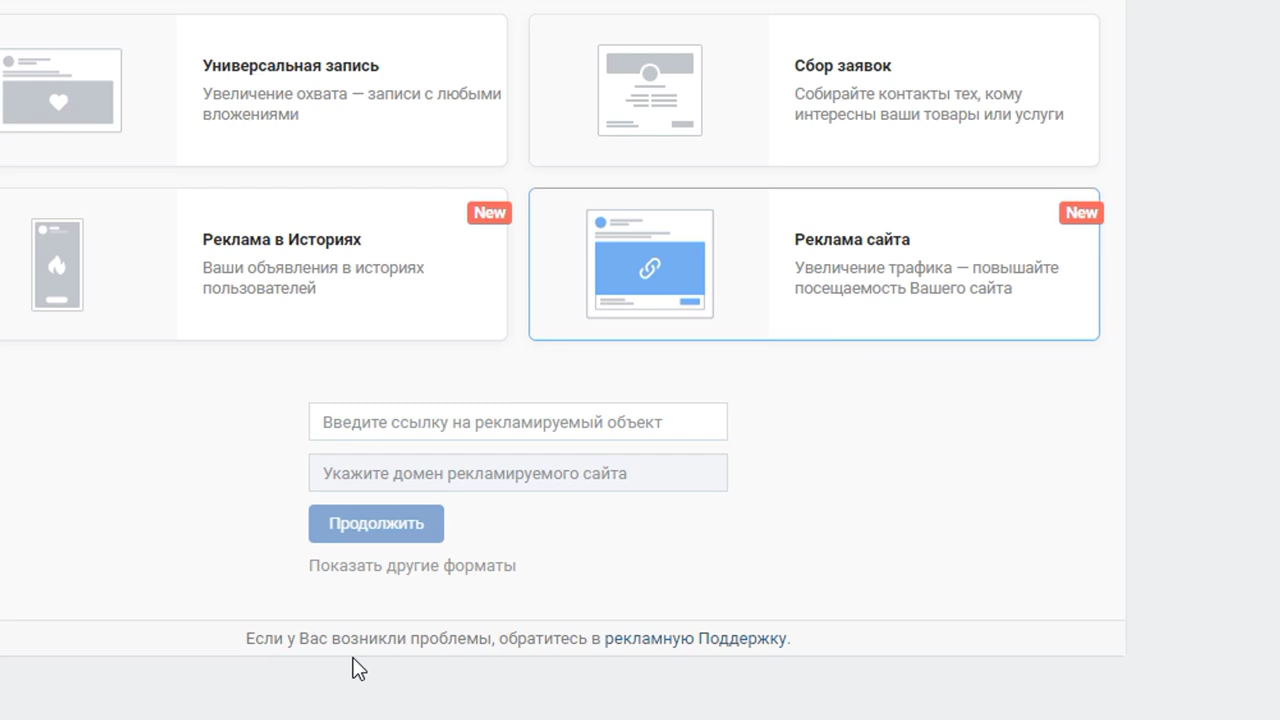 Универсальная запись
Увеличение охвата — записи с любыми
вложениями
Сбор заявок
Собирайте контакты тех, кому
интересны ваши товары или услуги
New
Реклама в Историях
Ваши объявления в историях
пользователей
New
Реклама сайта
Увеличение трафика — повышайте
посещаемость Вашего сайта
Введите ссылку на рекламируемый объект
Укажите домен рекламируемого сайта
Продолжить
Показать другие форматы
Если у Вас возникли проблемы, обратитесь в рекламную Поддержку.